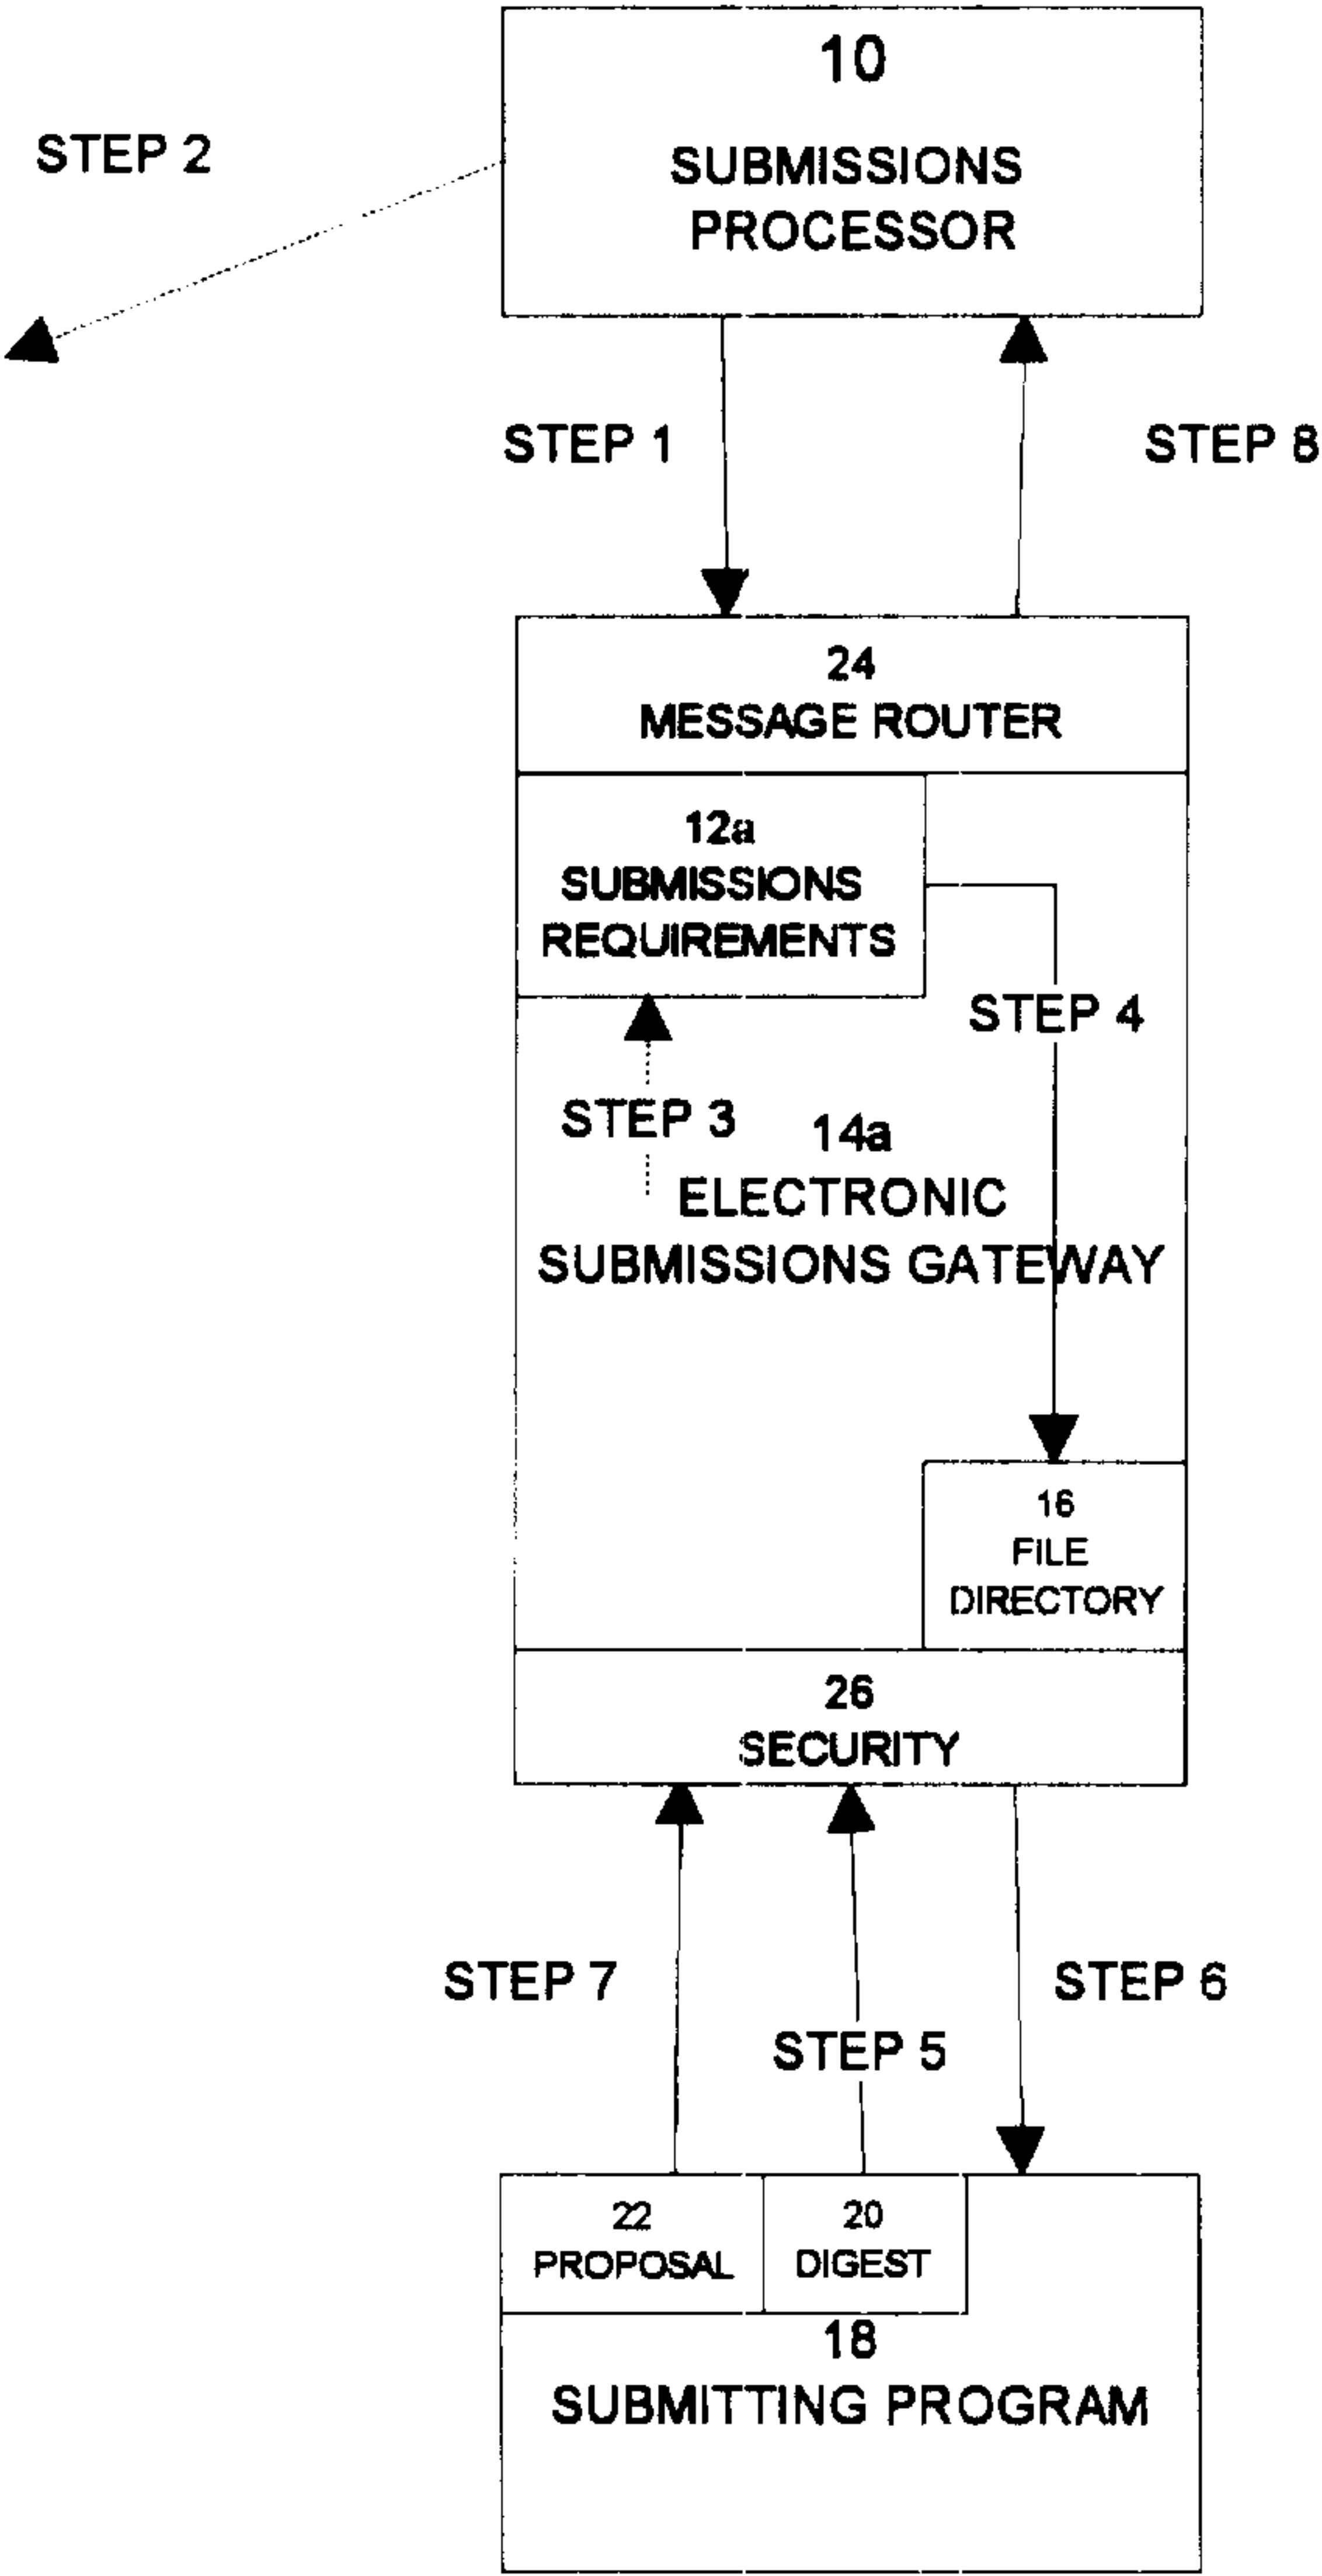 10
SUBMISSIONS
PROCESSOR
STEP 2
STEP 1
STEP 8
24
MESSAGE ROUTER
12a
SUBMISSIONS
REQUIREMENTS
STEP 4
STEP 3
14a
ELECTRONIC
SUBMISSIONS GATEWAY
16
FILE
DIRECTORY
26
SECURITY
STEP 7
STEP 6
STEP 5
22
PROPOSAL
20
DIGEST
18
SUBMITTING PROGRAM